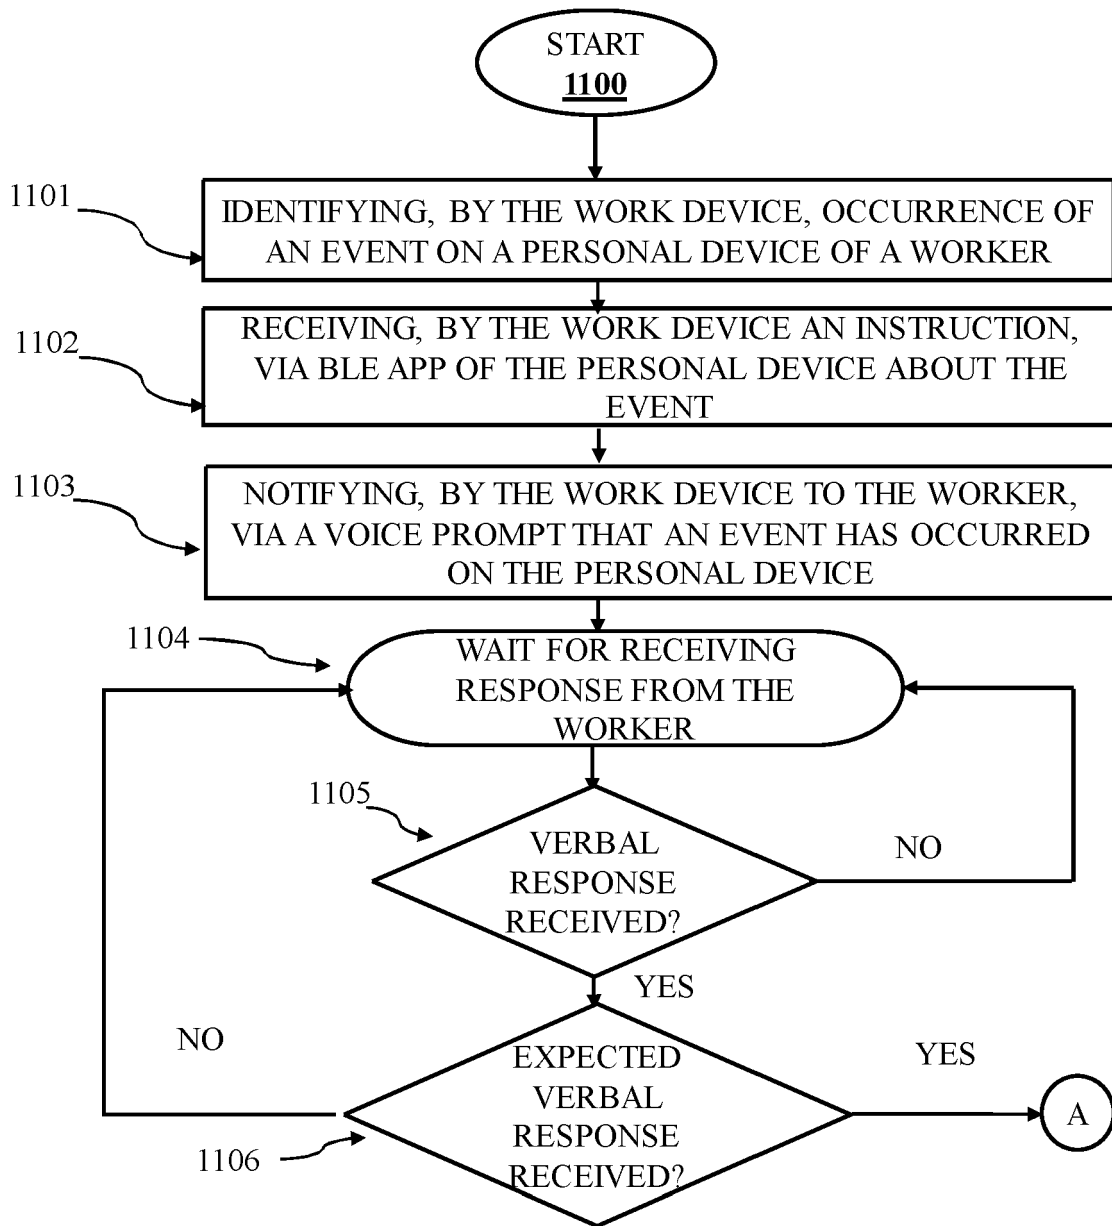 START
1100
1101
IDENTIFYING, BY THE WORK DEVICE, OCCURRENCE OF
AN EVENT ON A PERSONAL DEVICE OF A WORKER
1102
RECEIVING, BY THE WORK DEVICE AN INSTRUCTION,
VIA BLE APP OF THE PERSONAL DEVICE ABOUT THE
EVENT
1103
NOTIFYING, BY THE WORK DEVICE TO THE WORKER,
VIA A VOICE PROMPT THAT AN EVENT HAS OCCURRED
ON THE PERSONAL DEVICE
1104
WAIT FOR RECEIVING
RESPONSE FROM THE
WORKER
1105
VERBAL
RESPONSE
RECEIVED?
NO
YES
NO
EXPECTED
VERBAL
RESPONSE
RECEIVED?
YES
A
1106